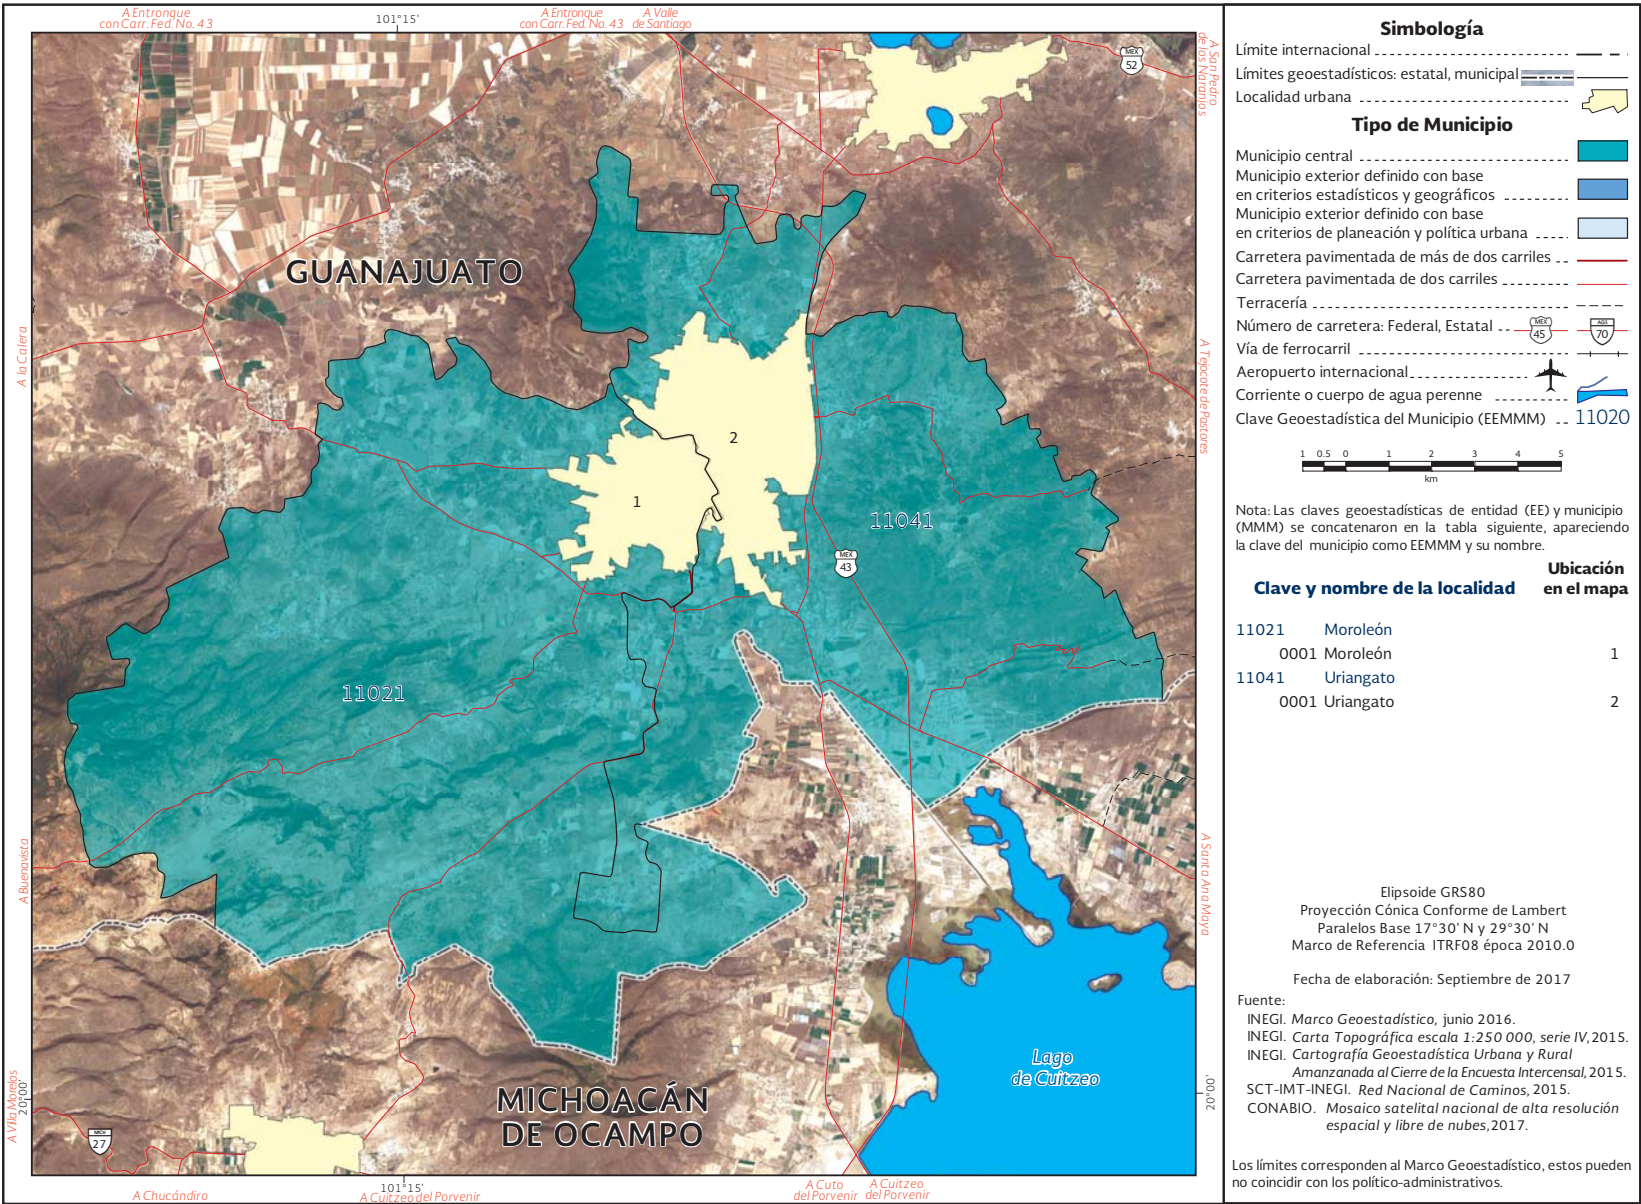 A Entronque
con Carr. Fed. No. 43
101°15'
A Entronque
con Carr. Fed. No. 43
A Valle
de Santiago
A San Pedro
de los Naranjos
MEX
52
GUANAJUATO
A la Calera
A Tejocote de Pastores
2
1
11041
MEX
43
11021
A Buenavista
A Santa Ana Maya
Lago
de Cuitzeo
MICHOACÁN
DE OCAMPO
20°00'
20°00'
A Villa Morelos
MICH
27
101°15'
A Chucándiro
A Cuitzeo del Porvenir
A Cuto
del Porvenir
A Cuitzeo
del Porvenir
Simbología
Límite internacional
Límites geoestadísticos: estatal, municipal
Localidad urbana
Tipo de Municipio
Municipio central
Municipio exterior definido con base
en criterios estadísticos y geográficos
Municipio exterior definido con base
en criterios de planeación y política urbana
Carretera pavimentada de más de dos carriles
Carretera pavimentada de dos carriles
Terracería
Número de carretera: Federal, Estatal
MEX
45
AGS
70
Vía de ferrocarril
Aeropuerto internacional
Corriente o cuerpo de agua perenne
Clave Geoestadística del Municipio (EEMMM) 11020
1 0.5 0 1 2 3 4 5
km
Nota: Las claves geoestadísticas de entidad (EE) y municipio
(MMM) se concatenaron en la tabla siguiente, apareciendo
la clave del municipio como EEMMM y su nombre.
Clave y nombre de la localidad
Ubicación
en el mapa
11021 Moroleón
0001 Moroleón 1
11041 Uriangato
0001 Uriangato 2
Elipsoide GRS80
Proyección Cónica Conforme de Lambert
Paralelos Base 17°30' N y 29°30' N
Marco de Referencia ITRF08 época 2010.0
Fecha de elaboración: Septiembre de 2017
Fuente:
INEGI. Marco Geoestadístico, junio 2016.
INEGI. Carta Topográfica escala 1:250 000, serie IV, 2015.
INEGI. Cartografía Geoestadística Urbana y Rural
Amanzanada al Cierre de la Encuesta Intercensal, 2015.
SCT-IMT-INEGI. Red Nacional de Caminos, 2015.
CONABIO. Mosaico satelital nacional de alta resolución
espacial y libre de nubes, 2017.
Los límites corresponden al Marco Geoestadístico, estos pueden
no coincidir con los político-administrativos.